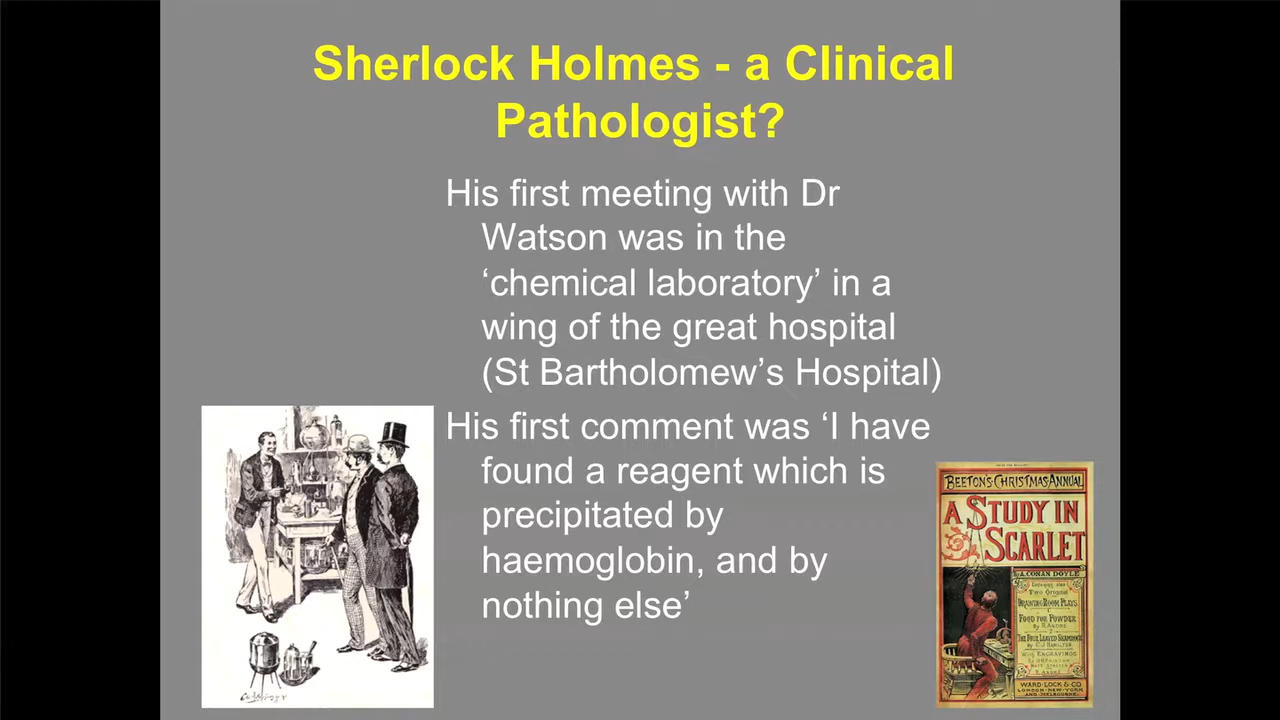 Sherlock Holmes - a Clinical
Pathologist?
His first meeting with Dr
Watson was in the
‘chemical laboratory’ in a
wing of the great hospital
(St Bartholomew’s Hospital)
His first comment was ‘I have
found a reagent which is
precipitated by
haemoglobin, and by
nothing else’
BEETON'S CHRISTMAS ANNUAL
A STUDY IN
SCARLET
By A. CONAN DOYLE
Two Original
DRAWING ROOM PLAYS
FOOD FOR POWDER
THE FOUR LEAVED SHAMROCK
WARD·LOCK & CO
LONDON·NEW·YORK
AND·MELBOURNE